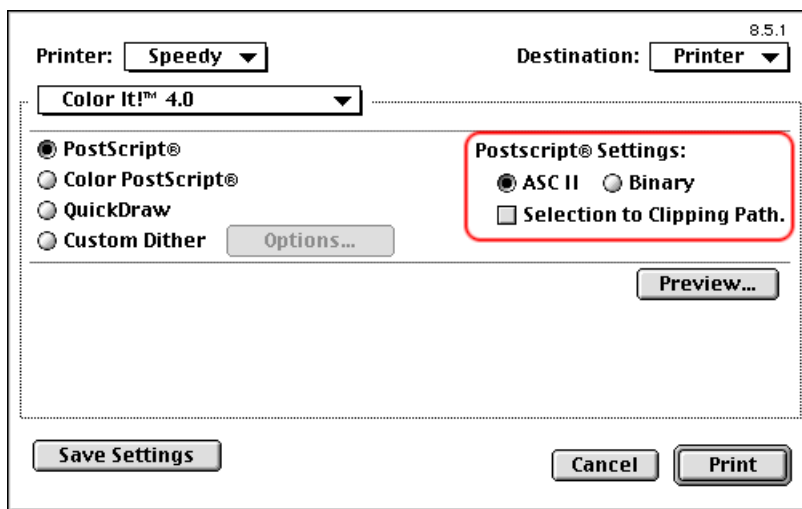 8.5.1
Printer: Speedy Destination: Printer
Color It!™ 4.0
PostScript® Postscript® Settings:
Color PostScript® ASC II Binary
QuickDraw Selection to Clipping Path.
Custom Dither Options...
Preview...
Save Settings Cancel Print